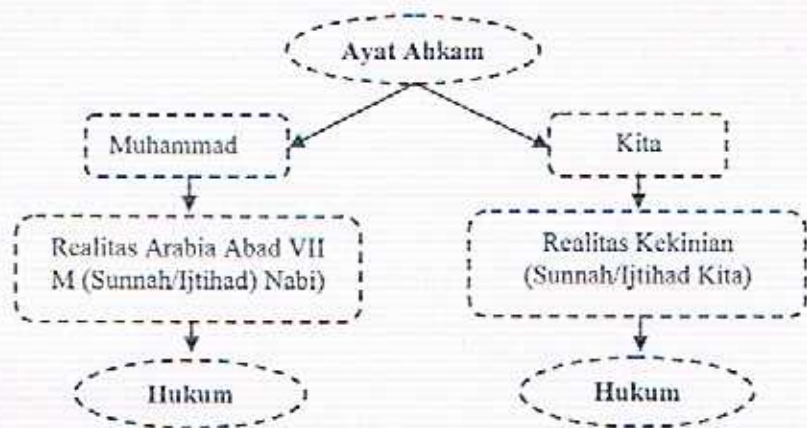 Ayat Ahkam
Muhammad
Kita
Realitas Arabia Abad VII
M (Sunnah/Ijtihad) Nabi)
Realitas Kekinian
(Sunnah/Ijtihad Kita)
Hukum
Hukum